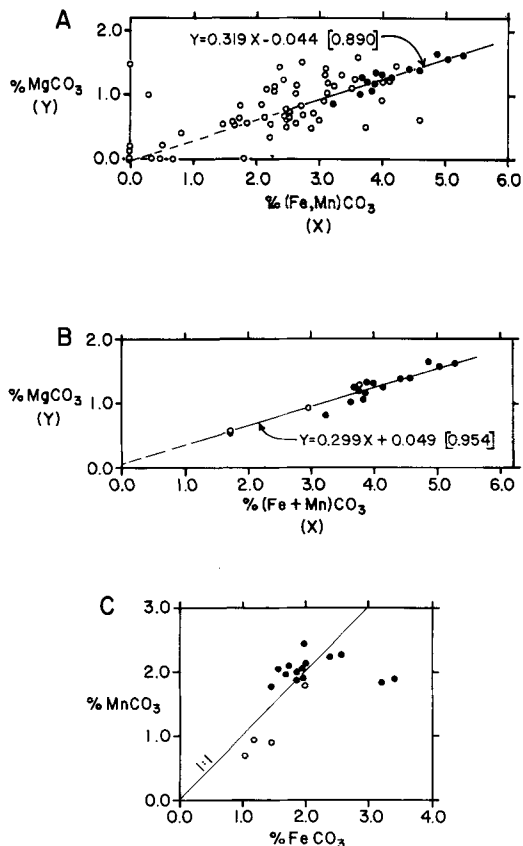 A
2.0
Y=0.319 X-0.044 [0.890]
% MgCO3
(Y)
1.0
0.0
0.0 1.0 2.0 3.0 4.0 5.0 6.0
% (Fe,Mn)CO3
(X)
B
2.0
% MgCO3
(Y)
1.0
Y=0.299X+0.049 [0.954]
0.0
0.0 1.0 2.0 3.0 4.0 5.0 6.0
% (Fe+Mn)CO3
(X)
C
3.0
2.0
% MnCO3
1.0
1:1
0.0
0.0 1.0 2.0 3.0 4.0
% FeCO3